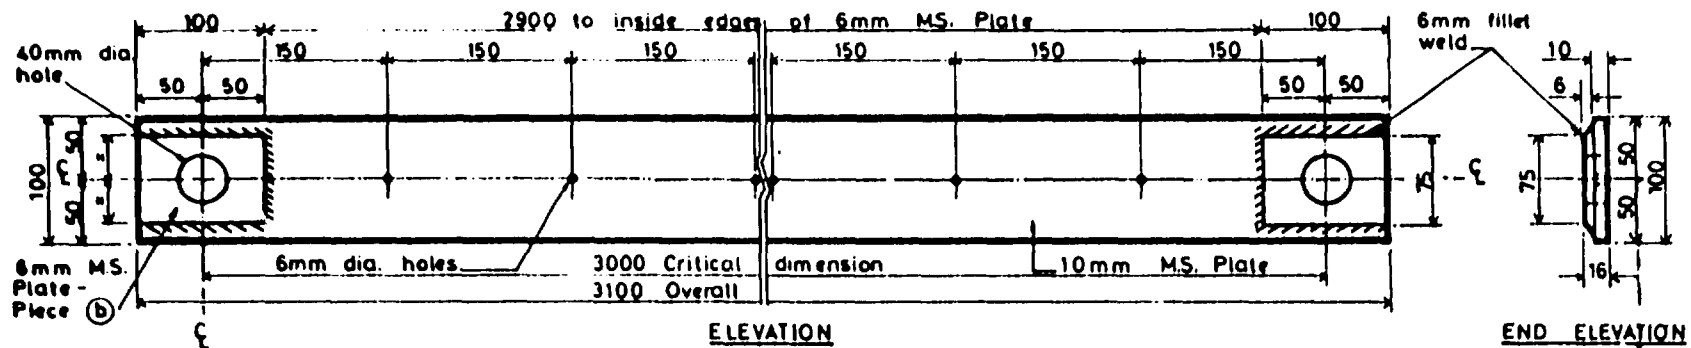 100
2900 to inside edges of 6mm M.S. Plate
100
6mm fillet
weld
40mm dia.
hole
150
150
150
150
150
150
10
50
50
50
50
6
100
50
50
=
=
℄
75
℄
75
50
50
100
6mm M.S.
Plate -
Piece b
6mm dia. holes
3000 Critical dimension
10mm M.S. Plate
16
3100 Overall
℄
ELEVATION
END ELEVATION